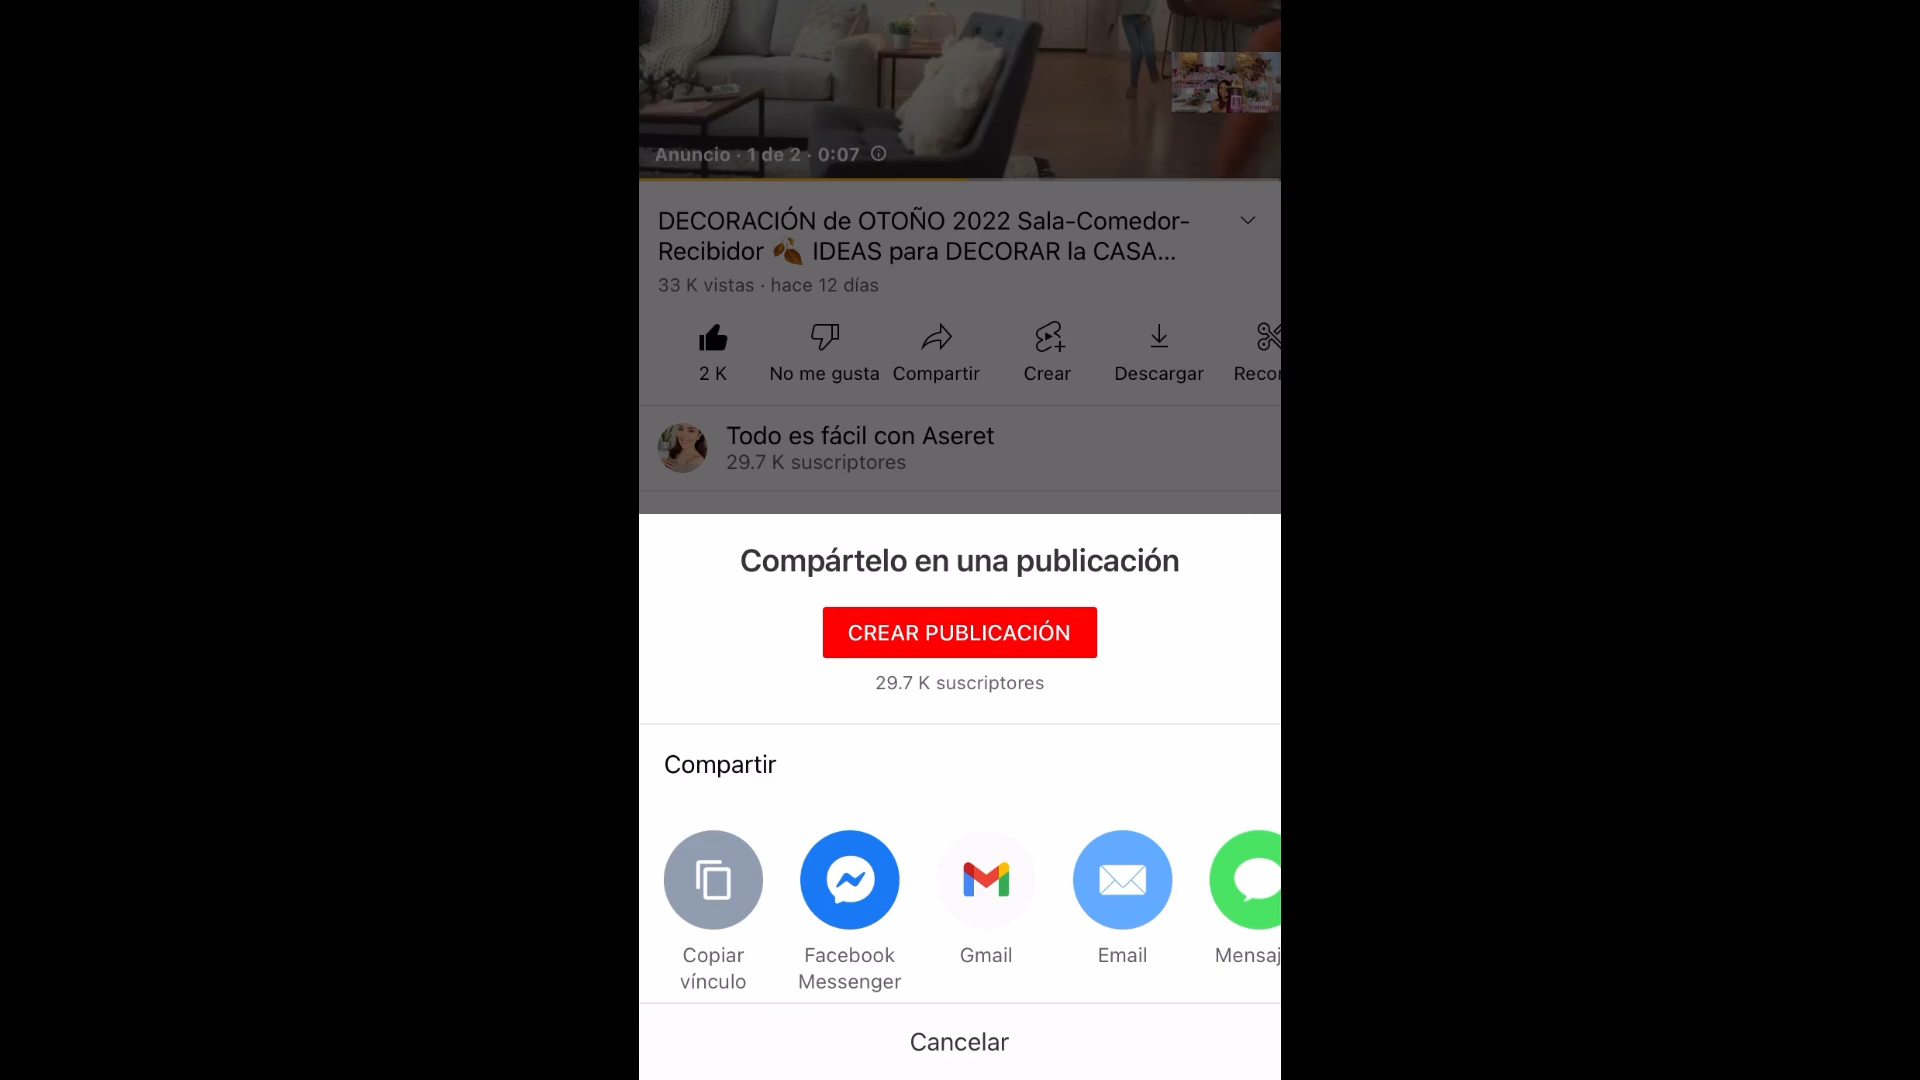 Anuncio · 1 de 2 · 0:07
DECORACIÓN de OTOÑO 2022 Sala-Comedor-
Recibidor 🍂 IDEAS para DECORAR la CASA...
33 K vistas · hace 12 días
2 K
No me gusta
Compartir
Crear
Descargar
Recor
Todo es fácil con Aseret
29.7 K suscriptores
Compártelo en una publicación
CREAR PUBLICACIÓN
29.7 K suscriptores
Compartir
Copiar
vínculo
Facebook
Messenger
Gmail
Email
Mensaj
Cancelar